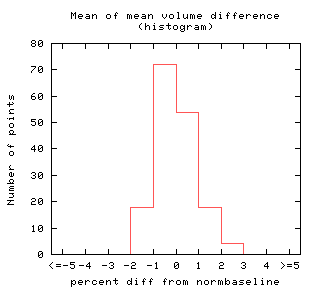 Mean of mean volume difference
(histogram)
80
70
60
50
40
30
20
10
0
<=-5 -4 -3 -2 -1 0 1 2 3 4 >=5
Number of points
percent diff from normbaseline